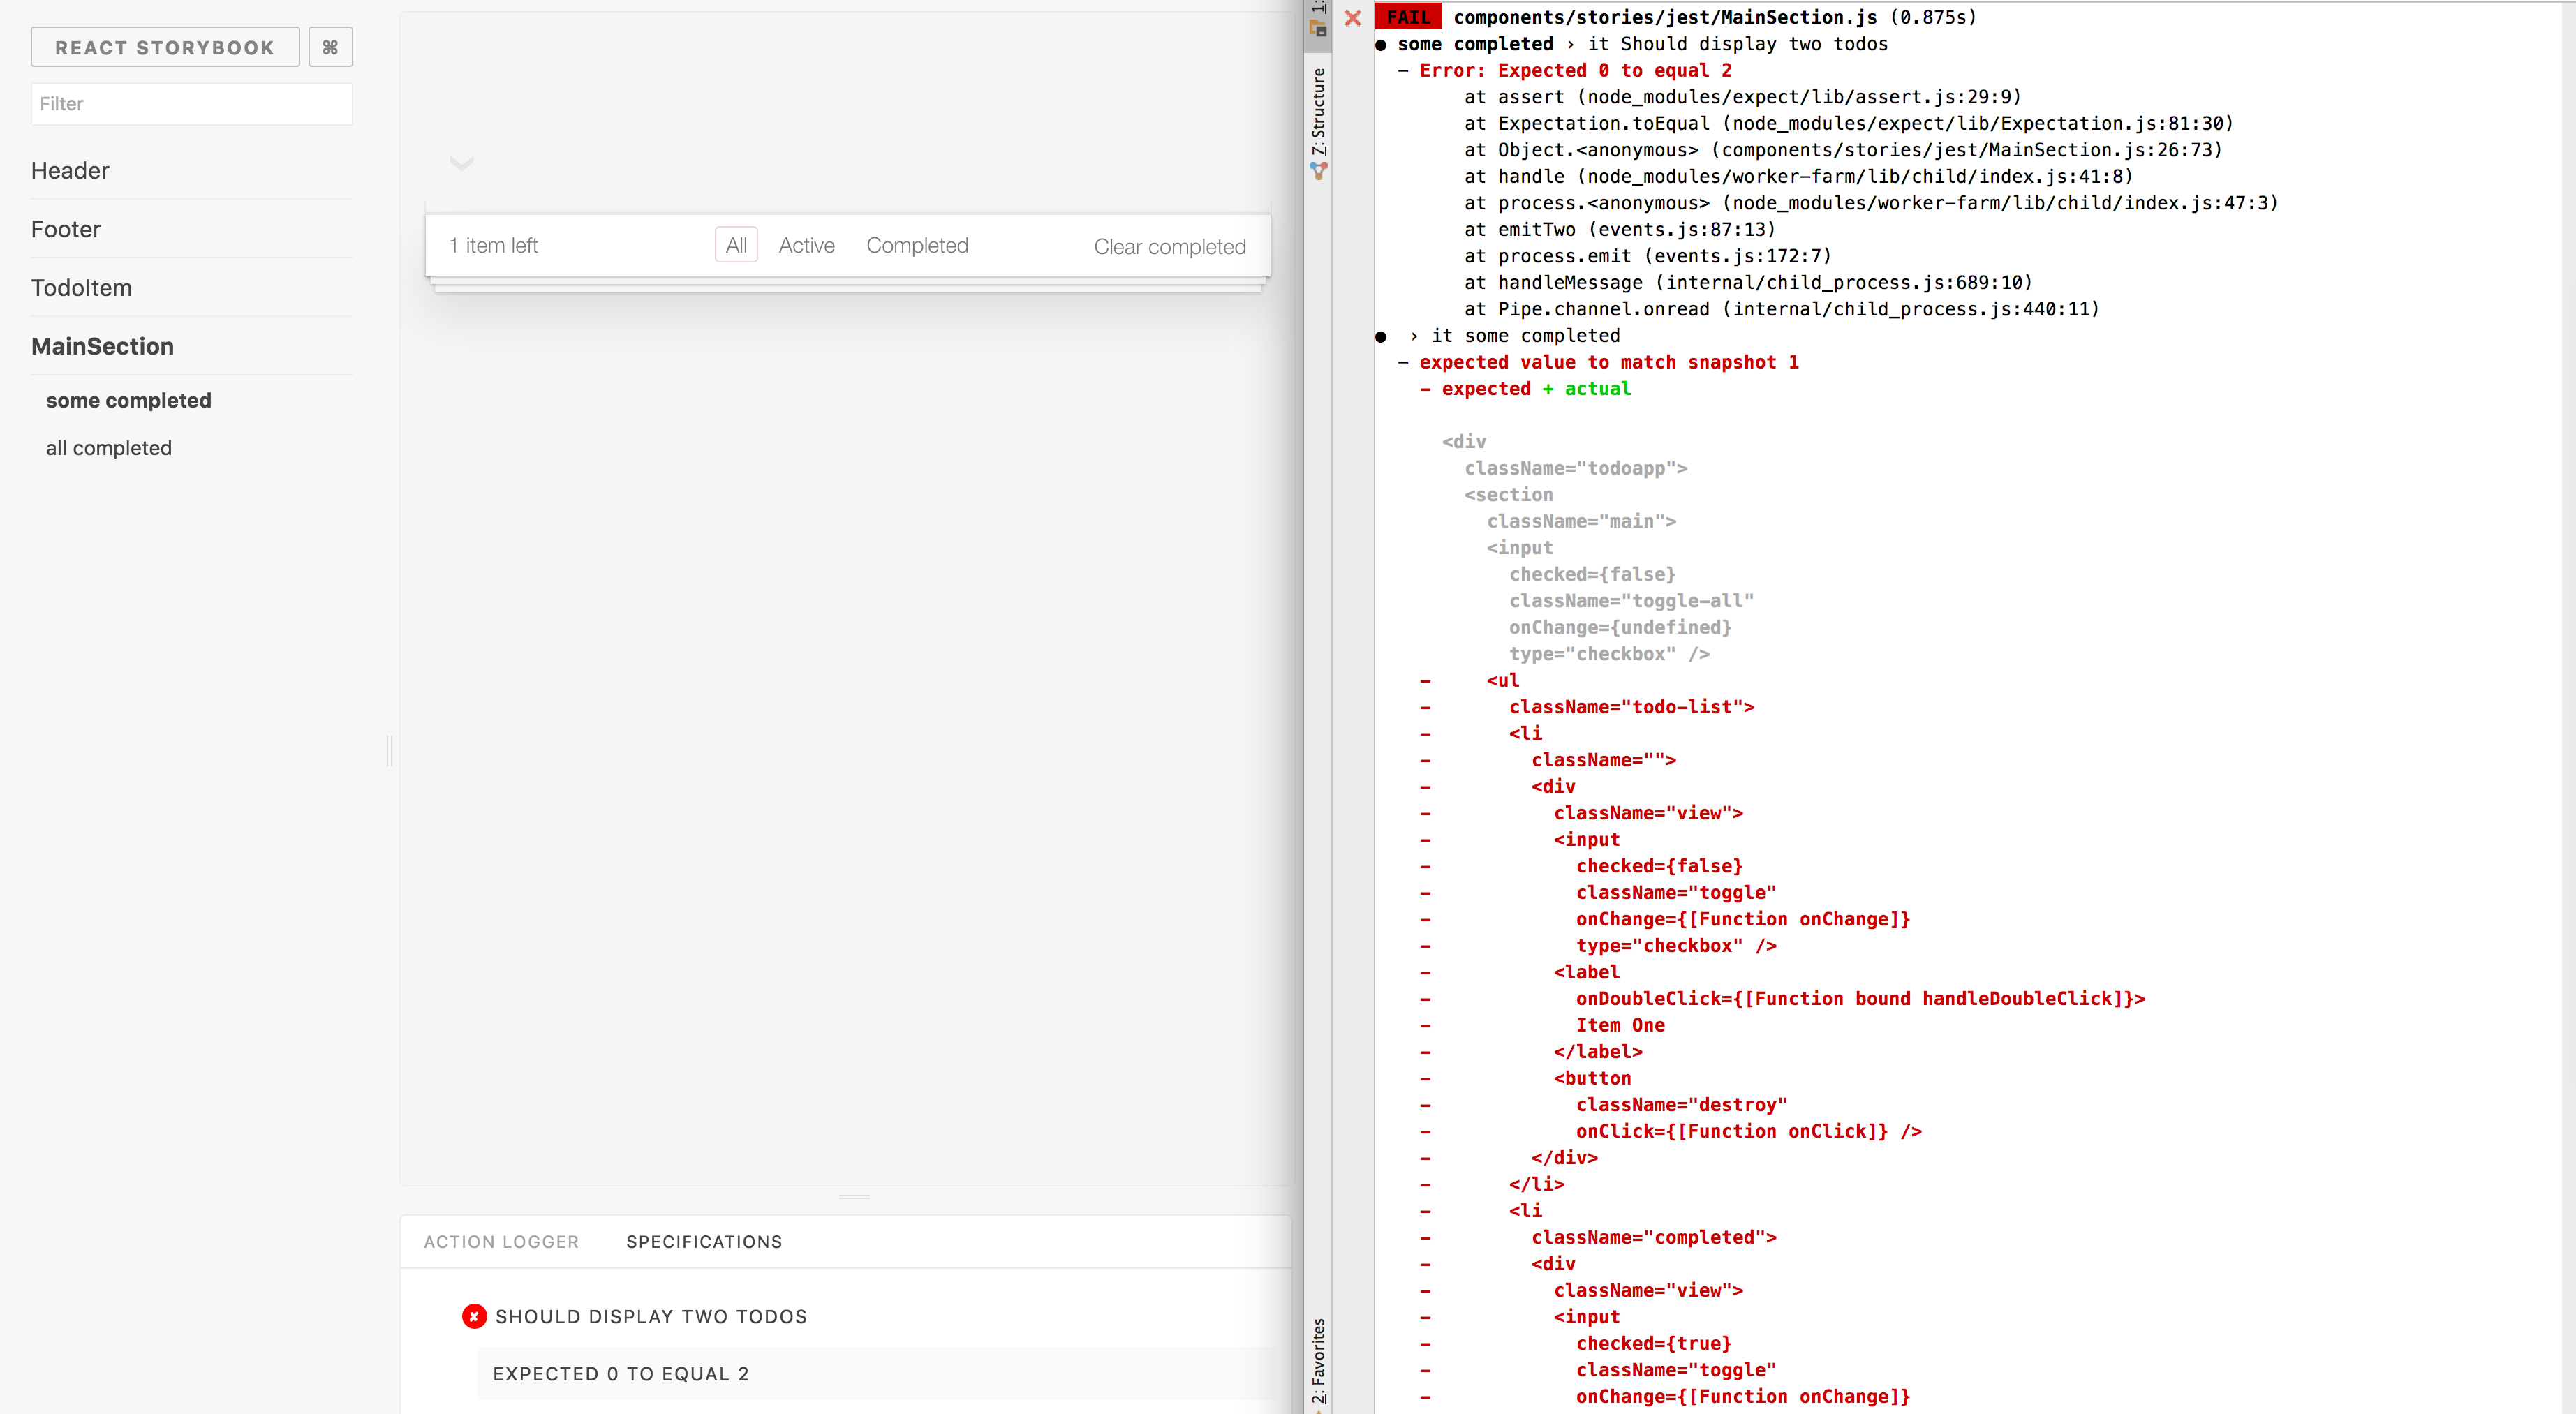 REACT STORYBOOK ⌘
Filter
Header
Footer
TodoItem
MainSection
some completed
all completed
1 item left All Active Completed Clear completed
ACTION LOGGER SPECIFICATIONS
SHOULD DISPLAY TWO TODOS
EXPECTED 0 TO EQUAL 2
1:
7: Structure
2: Favorites
FAIL components/stories/jest/MainSection.js (0.875s)
● some completed › it Should display two todos
- Error: Expected 0 to equal 2
at assert (node_modules/expect/lib/assert.js:29:9)
at Expectation.toEqual (node_modules/expect/lib/Expectation.js:81:30)
at Object.<anonymous> (components/stories/jest/MainSection.js:26:73)
at handle (node_modules/worker-farm/lib/child/index.js:41:8)
at process.<anonymous> (node_modules/worker-farm/lib/child/index.js:47:3)
at emitTwo (events.js:87:13)
at process.emit (events.js:172:7)
at handleMessage (internal/child_process.js:689:10)
at Pipe.channel.onread (internal/child_process.js:440:11)
● › it some completed
- expected value to match snapshot 1
- expected + actual
<div
className="todoapp">
<section
className="main">
<input
checked={false}
className="toggle-all"
onChange={undefined}
type="checkbox" />
- <ul
- className="todo-list">
- <li
- className="">
- <div
- className="view">
- <input
- checked={false}
- className="toggle"
- onChange={[Function onChange]}
- type="checkbox" />
- <label
- onDoubleClick={[Function bound handleDoubleClick]}>
- Item One
- </label>
- <button
- className="destroy"
- onClick={[Function onClick]} />
- </div>
- </li>
- <li
- className="completed">
- <div
- className="view">
- <input
- checked={true}
- className="toggle"
- onChange={[Function onChange]}